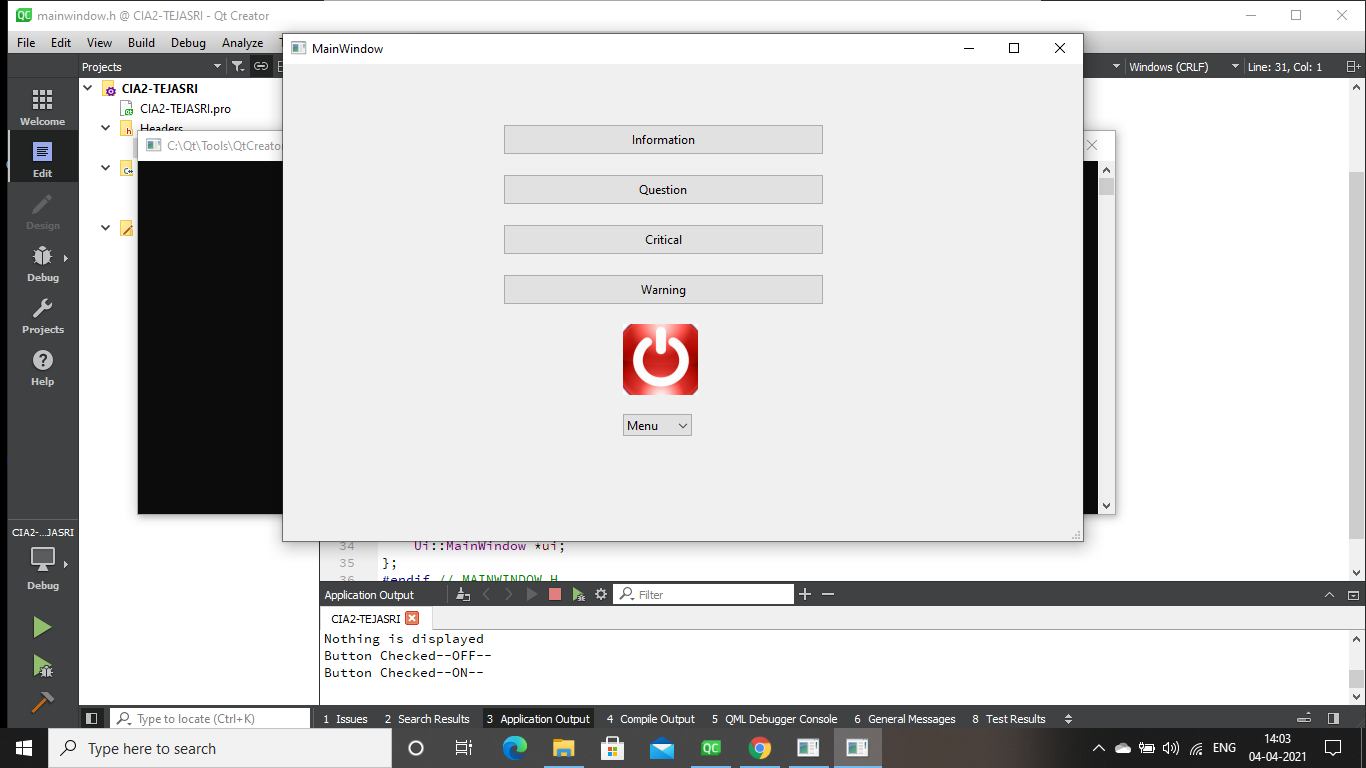 mainwindow.h @ CIA2-TEJASRI - Qt Creator
File Edit View Build Debug Analyze
MainWindow
Projects
Windows (CRLF)
Line: 31, Col: 1
CIA2-TEJASRI
CIA2-TEJASRI.pro
Headers
C:\Qt\Tools\QtCreator
Welcome
Edit
Design
Debug
Projects
Help
Information
Question
Critical
Warning
Menu
CIA2-...JASRI
Debug
34 Ui::MainWindow *ui;
35 };
36 #endif // MAINWINDOW_H
Application Output
Filter
CIA2-TEJASRI
Nothing is displayed
Button Checked--OFF--
Button Checked--ON--
Type to locate (Ctrl+K)
1 Issues 2 Search Results 3 Application Output 4 Compile Output 5 QML Debugger Console 6 General Messages 8 Test Results
Type here to search
QC
ENG
14:03
04-04-2021